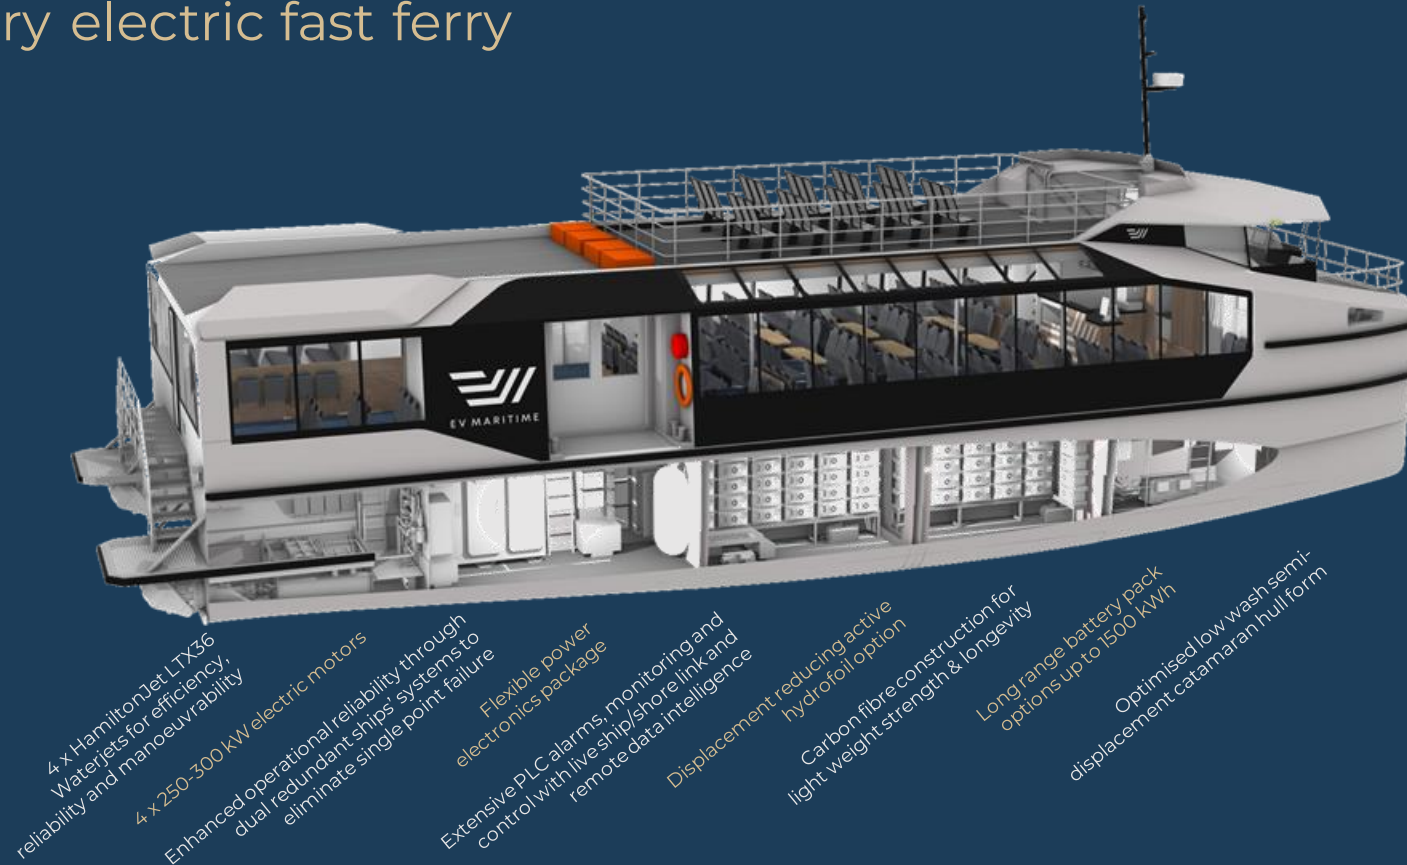 ry electric fast ferry
EV MARITIME
4 x HamiltonJet LTX36
Waterjets for efficiency,
reliability and manoeuvrability
4 x 250-300 kW electric motors
Enhanced operational reliability through
dual redundant ships' systems to
eliminate single point failure
Flexible power
electronics package
Extensive PLC alarms, monitoring and
control with live ship/shore link and
remote data intelligence
Displacement reducing active
hydrofoil option
Carbon fibre construction for
light weight strength & longevity
Long range battery pack
options up to 1500 kWh
Optimised low wash semi-
displacement catamaran hull form